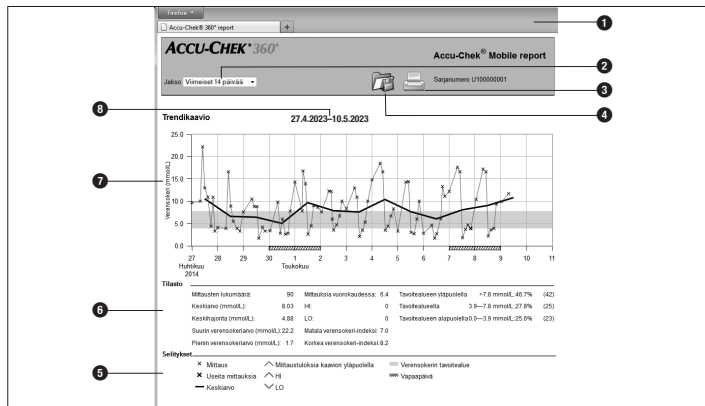 Firefox
Accu-Chek® 360° report
+
1
ACCU-CHEK® 360°
Accu-Chek® Mobile report
2
Jakso Viimeiset 14 päivää
Sarjanumero U100000001
3
4
8
Trendikaavio
27.4.2023–10.5.2023
7
Verensokeri (mmol/L)
25.0
20.0
15.0
10.0
5.0
0.0
27 28 29 30 1 2 3 4 5 6 7 8 9 10 11
Huhtikuu Toukokuu
2014
Tilasto
6
Mittausten lukumäärä: 90 Mittauksia vuorokaudessa: 6.4 Tavoitealueen yläpuolella >7.8 mmol/L:46.7% (42)
Keskiarvo (mmol/L): 8.03 HI: 0 Tavoitealueella 3.9—7.8 mmol/L:27.8% (25)
Keskihajonta (mmol/L): 4.88 LO: 0 Tavoitealueen alapuolella0.0—3.9 mmol/L:25.6% (23)
Suurin verensokeriarvo (mmol/L):22.2 Matala verensokeri-indeksi: 7.0
Pienin verensokeriarvo (mmol/L): 1.7 Korkea verensokeri-indeksi:8.2
Selitykset
5
Mittaus Mittaustuloksia kaavion yläpuolella Verensokerin tavoitealue
Useita mittauksia HI Vapaapäivä
Keskiarvo LO